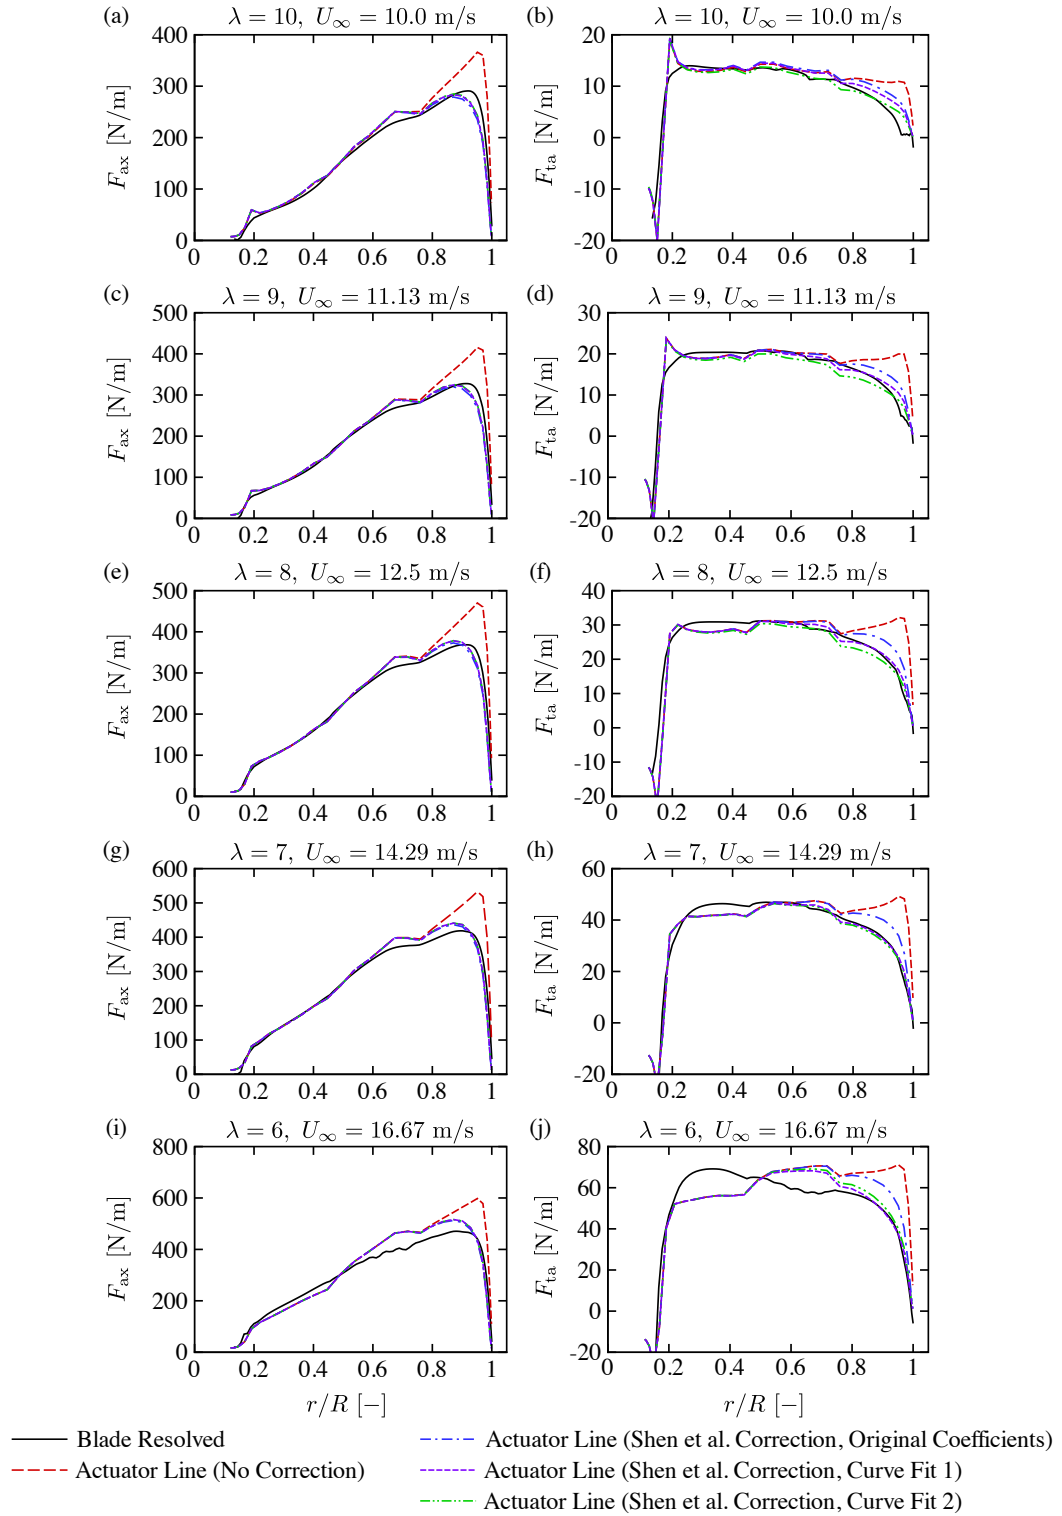 (a) λ = 10, U∞ = 10.0 m/s
400
300
200
100
0
F_ax [N/m]
0 0.2 0.4 0.6 0.8 1
(b) λ = 10, U∞ = 10.0 m/s
20
10
0
-10
-20
F_ta [N/m]
0 0.2 0.4 0.6 0.8 1
(c) λ = 9, U∞ = 11.13 m/s
500
400
300
200
100
0
F_ax [N/m]
0 0.2 0.4 0.6 0.8 1
(d) λ = 9, U∞ = 11.13 m/s
30
20
10
0
-10
-20
F_ta [N/m]
0 0.2 0.4 0.6 0.8 1
(e) λ = 8, U∞ = 12.5 m/s
500
400
300
200
100
0
F_ax [N/m]
0 0.2 0.4 0.6 0.8 1
(f) λ = 8, U∞ = 12.5 m/s
40
30
20
10
0
-10
-20
F_ta [N/m]
0 0.2 0.4 0.6 0.8 1
(g) λ = 7, U∞ = 14.29 m/s
600
500
400
300
200
100
0
F_ax [N/m]
0 0.2 0.4 0.6 0.8 1
(h) λ = 7, U∞ = 14.29 m/s
60
40
20
0
-20
F_ta [N/m]
0 0.2 0.4 0.6 0.8 1
(i) λ = 6, U∞ = 16.67 m/s
800
600
400
200
0
F_ax [N/m]
0 0.2 0.4 0.6 0.8 1
r/R [−]
(j) λ = 6, U∞ = 16.67 m/s
80
60
40
20
0
-20
F_ta [N/m]
0 0.2 0.4 0.6 0.8 1
r/R [−]
Blade Resolved
Actuator Line (No Correction)
Actuator Line (Shen et al. Correction, Original Coefficients)
Actuator Line (Shen et al. Correction, Curve Fit 1)
Actuator Line (Shen et al. Correction, Curve Fit 2)